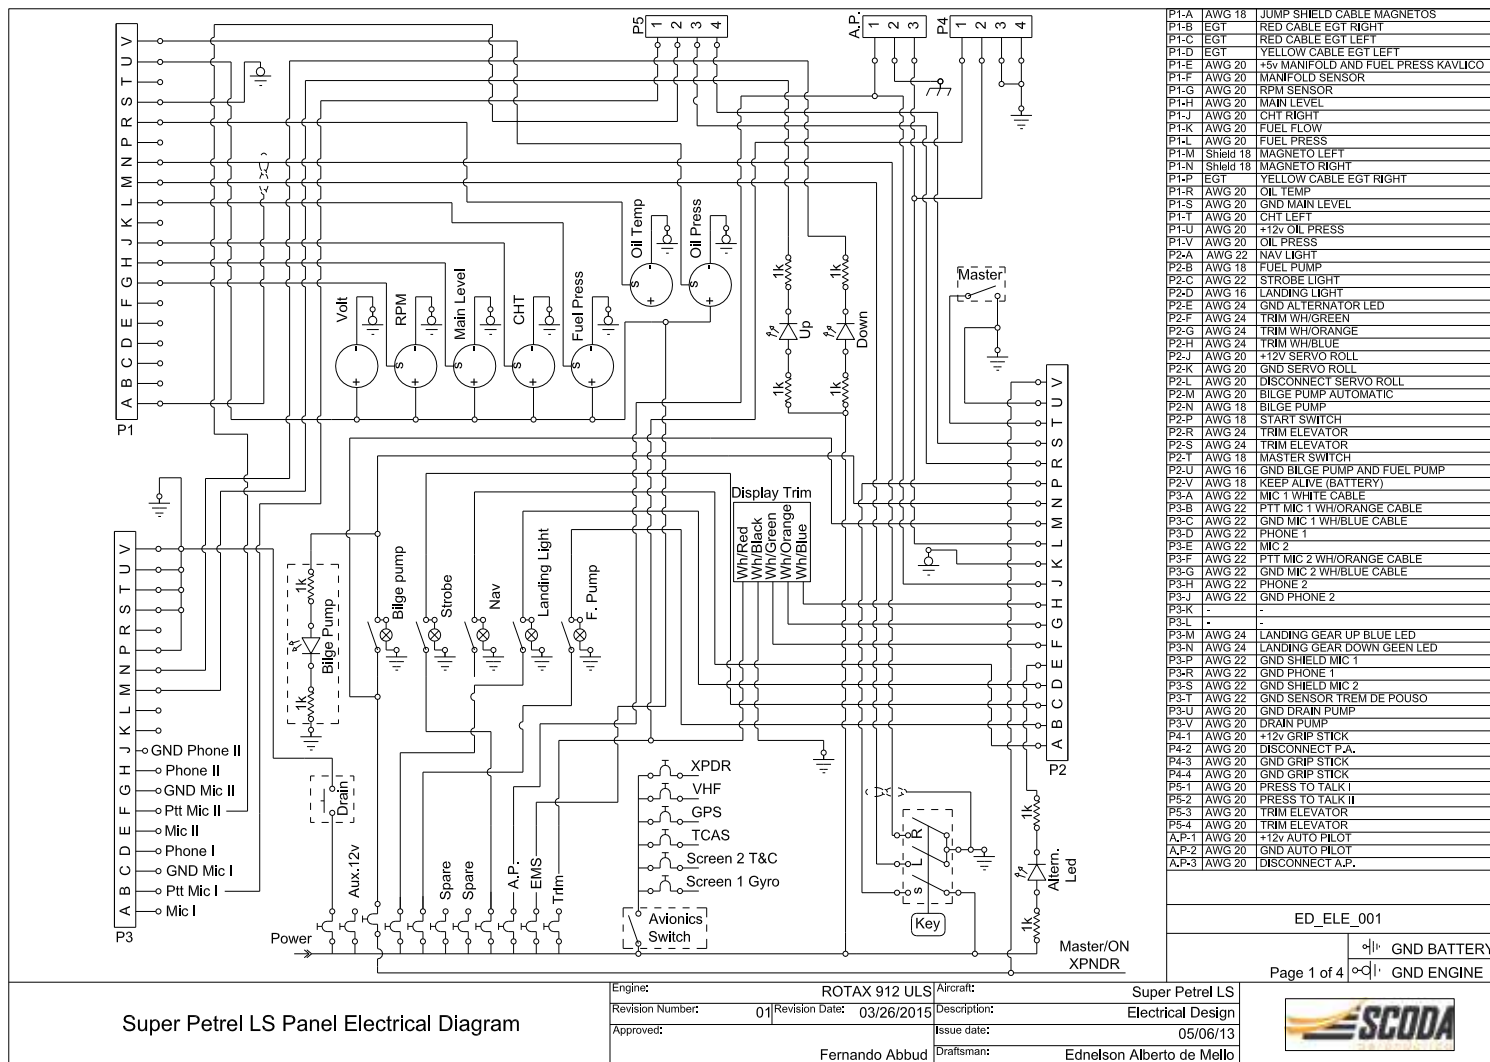 P5
1 2 3 4
A.P.
1 2 3
P4
1 2 3 4
V
U
T
S
R
P
N
M
L
K
J
H
G
F
E
D
C
B
A
P1
Volt
RPM
Main Level
CHT
Fuel Press
Oil Temp
Oil Press
S
S
S
S
S
S
1k
1k
Up
Down
1k
1k
Master
V
U
T
S
R
P
N
M
L
K
J
H
G
F
E
D
C
B
A
P2
Display Trim
Wh/Red
Wh/Black
Wh/Green
Wh/Orange
Wh/Blue
V
U
T
S
R
P
N
M
L
K
J GND Phone II
H Phone II
G GND Mic II
F Ptt Mic II
E Mic II
D Phone I
C GND Mic I
B Ptt Mic I
A Mic I
P3
1k
Bilge Pump
1k
Drain
Bilge pump
Strobe
Nav
Landing Light
F. Pump
Power
Aux.12v
Spare
Spare
A.P.
EMS
Trim
XPDR
VHF
GPS
TCAS
Screen 2 T&C
Screen 1 Gyro
Avionics
Switch
R
L
S
Key
1k
Altern.
Led
1k
Master/ON
XPNDR
P1-A AWG 18 JUMP SHIELD CABLE MAGNETOS
P1-B EGT RED CABLE EGT RIGHT
P1-C EGT RED CABLE EGT LEFT
P1-D EGT YELLOW CABLE EGT LEFT
P1-E AWG 20 +5v MANIFOLD AND FUEL PRESS KAVLICO
P1-F AWG 20 MANIFOLD SENSOR
P1-G AWG 20 RPM SENSOR
P1-H AWG 20 MAIN LEVEL
P1-J AWG 20 CHT RIGHT
P1-K AWG 20 FUEL FLOW
P1-L AWG 20 FUEL PRESS
P1-M Shield 18 MAGNETO LEFT
P1-N Shield 18 MAGNETO RIGHT
P1-P EGT YELLOW CABLE EGT RIGHT
P1-R AWG 20 OIL TEMP
P1-S AWG 20 GND MAIN LEVEL
P1-T AWG 20 CHT LEFT
P1-U AWG 20 +12v OIL PRESS
P1-V AWG 20 OIL PRESS
P2-A AWG 22 NAV LIGHT
P2-B AWG 18 FUEL PUMP
P2-C AWG 22 STROBE LIGHT
P2-D AWG 16 LANDING LIGHT
P2-E AWG 24 GND ALTERNATOR LED
P2-F AWG 24 TRIM WH/GREEN
P2-G AWG 24 TRIM WH/ORANGE
P2-H AWG 24 TRIM WH/BLUE
P2-J AWG 20 +12V SERVO ROLL
P2-K AWG 20 GND SERVO ROLL
P2-L AWG 20 DISCONNECT SERVO ROLL
P2-M AWG 20 BILGE PUMP AUTOMATIC
P2-N AWG 18 BILGE PUMP
P2-P AWG 18 START SWITCH
P2-R AWG 24 TRIM ELEVATOR
P2-S AWG 24 TRIM ELEVATOR
P2-T AWG 18 MASTER SWITCH
P2-U AWG 16 GND BILGE PUMP AND FUEL PUMP
P2-V AWG 18 KEEP ALIVE (BATTERY)
P3-A AWG 22 MIC 1 WHITE CABLE
P3-B AWG 22 PTT MIC 1 WH/ORANGE CABLE
P3-C AWG 22 GND MIC 1 WH/BLUE CABLE
P3-D AWG 22 PHONE 1
P3-E AWG 22 MIC 2
P3-F AWG 22 PTT MIC 2 WH/ORANGE CABLE
P3-G AWG 22 GND MIC 2 WH/BLUE CABLE
P3-H AWG 22 PHONE 2
P3-J AWG 22 GND PHONE 2
P3-K - -
P3-L - -
P3-M AWG 24 LANDING GEAR UP BLUE LED
P3-N AWG 24 LANDING GEAR DOWN GEEN LED
P3-P AWG 22 GND SHIELD MIC 1
P3-R AWG 22 GND PHONE 1
P3-S AWG 22 GND SHIELD MIC 2
P3-T AWG 22 GND SENSOR TREM DE POUSO
P3-U AWG 20 GND DRAIN PUMP
P3-V AWG 20 DRAIN PUMP
P4-1 AWG 20 +12v GRIP STICK
P4-2 AWG 20 DISCONNECT P.A.
P4-3 AWG 20 GND GRIP STICK
P4-4 AWG 20 GND GRIP STICK
P5-1 AWG 20 PRESS TO TALK I
P5-2 AWG 20 PRESS TO TALK II
P5-3 AWG 20 TRIM ELEVATOR
P5-4 AWG 20 TRIM ELEVATOR
A.P-1 AWG 20 +12v AUTO PILOT
A.P-2 AWG 20 GND AUTO PILOT
A.P-3 AWG 20 DISCONNECT A.P.
ED_ELE_001
GND BATTERY
Page 1 of 4 GND ENGINE
Super Petrel LS Panel Electrical Diagram
Engine: ROTAX 912 ULS Aircraft: Super Petrel LS
Revision Number: 01 Revision Date: 03/26/2015 Description: Electrical Design
Approved: Fernando Abbud Issue date: 05/06/13
Draftsman: Ednelson Alberto de Mello
SCODA